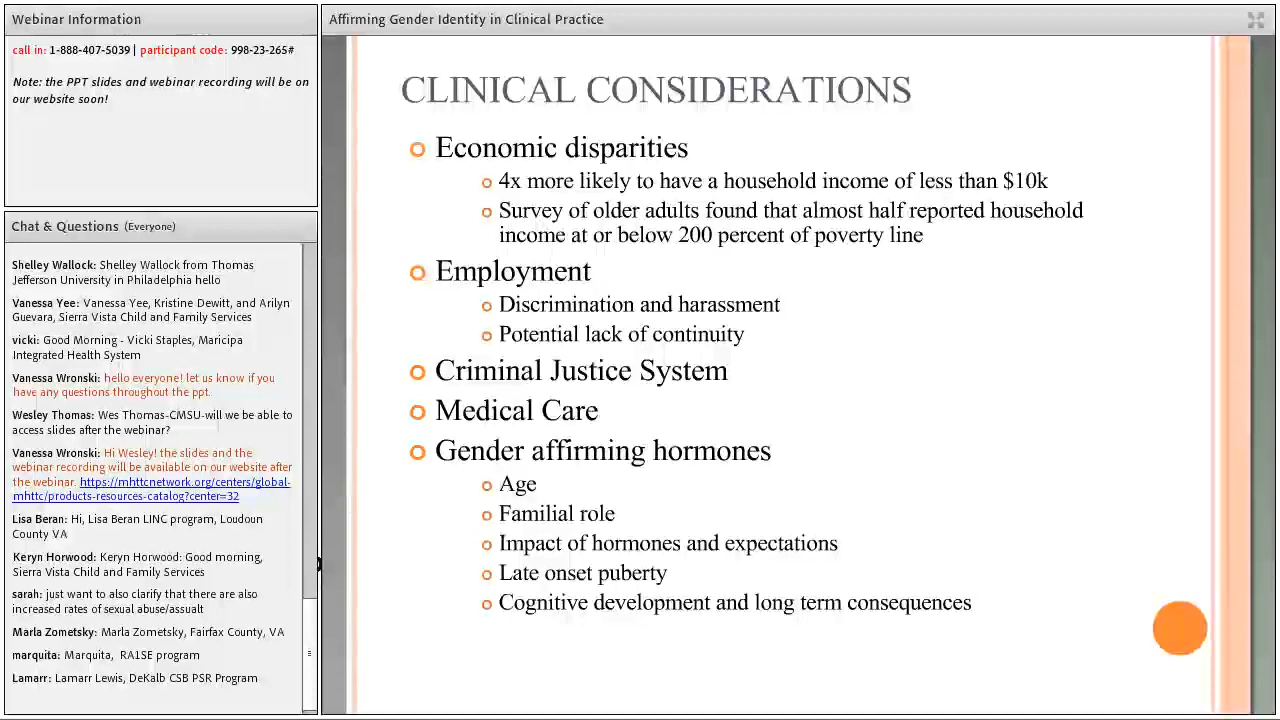 Webinar Information
call in: 1-888-407-5039 | participant code: 998-23-265#
Note: the PPT slides and webinar recording will be on
our website soon!
Chat & Questions (Everyone)
Shelley Wallock: Shelley Wallock from Thomas
Jefferson University in Philadelphia hello
Vanessa Yee: Vanessa Yee, Kristine Dewitt, and Arilyn
Guevara, Sierra Vista Child and Family Services
vicki: Good Morning - Vicki Staples, Maricipa
Integrated Health System
Vanessa Wronski: hello everyone! let us know if you
have any questions throughout the ppt.
Wesley Thomas: Wes Thomas-CMSU-will we be able to
access slides after the webinar?
Vanessa Wronski: Hi Wesley! the slides and the
webinar recording will be available on our website after
the webinar. https://mhttcnetwork.org/centers/global-
mhttc/products-resources-catalog?center=32
Lisa Beran: Hi, Lisa Beran LINC program, Loudoun
County VA
Keryn Horwood: Keryn Horwood: Good morning,
Sierra Vista Child and Family Services
sarah: just want to also clarify that there are also
increased rates of sexual abuse/assualt
Marla Zometsky: Marla Zometsky, Fairfax County, VA
marquita: Marquita, RA1SE program
Lamarr: Lamarr Lewis, DeKalb CSB PSR Program
Affirming Gender Identity in Clinical Practice
CLINICAL CONSIDERATIONS
Economic disparities
4x more likely to have a household income of less than $10k
Survey of older adults found that almost half reported household
income at or below 200 percent of poverty line
Employment
Discrimination and harassment
Potential lack of continuity
Criminal Justice System
Medical Care
Gender affirming hormones
Age
Familial role
Impact of hormones and expectations
Late onset puberty
Cognitive development and long term consequences